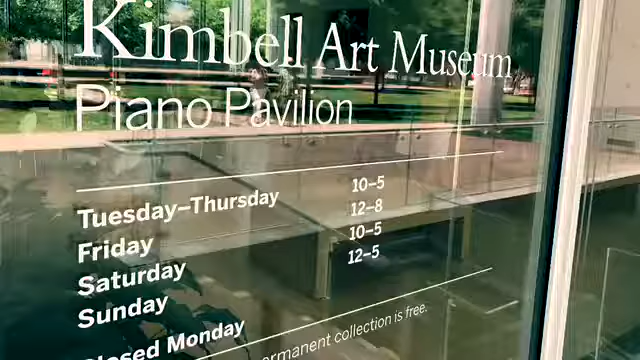 Kimbell Art Museum
Piano Pavilion
Tuesday–Thursday 10–5
Friday 12–8
Saturday 10–5
Sunday 12–5
Closed Monday
permanent collection is free.